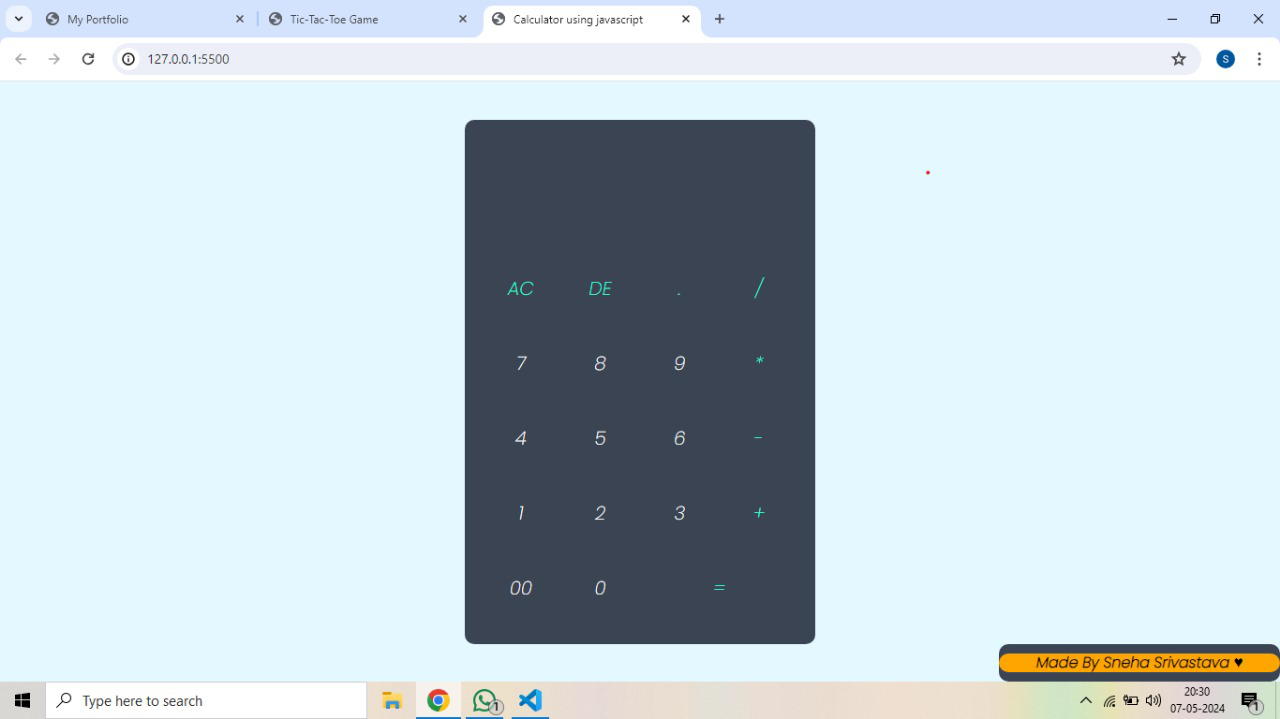 My Portfolio
Tic-Tac-Toe Game
Calculator using javascript
127.0.0.1:5500
S
AC DE . /
7 8 9 *
4 5 6 -
1 2 3 +
00 0 =
Made By Sneha Srivastava ♥
Type here to search
1
20:30
07-05-2024
1